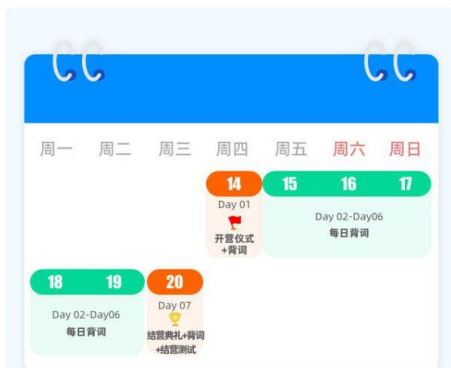 周一 周二 周三 周四 周五 周六 周日
14 15 16 17
Day 01
开营仪式
+背词
Day 02-Day06
每日背词
18 19 20
Day 02-Day06
每日背词
Day 07
结营典礼+背词
+结营测试